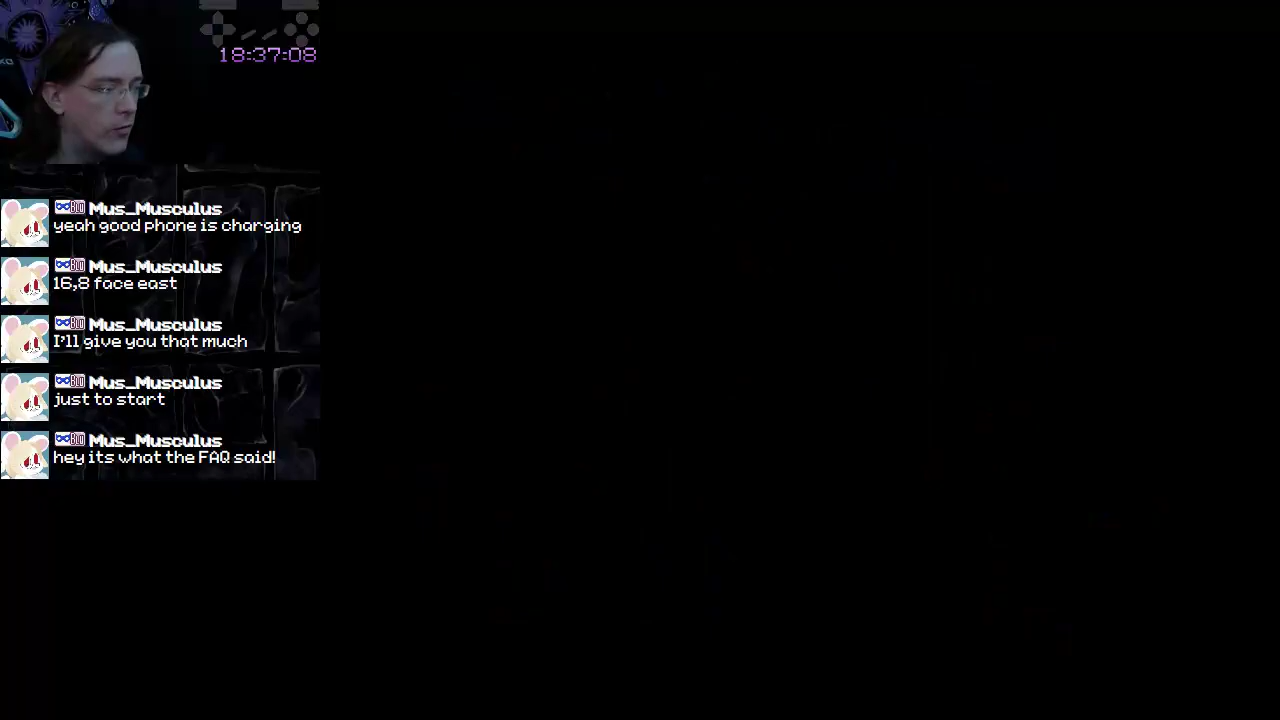 18:37:08
Mus_Musculus
yeah good phone is charging
Mus_Musculus
16,8 face east
Mus_Musculus
I'll give you that much
Mus_Musculus
just to start
Mus_Musculus
hey its what the FAQ said!